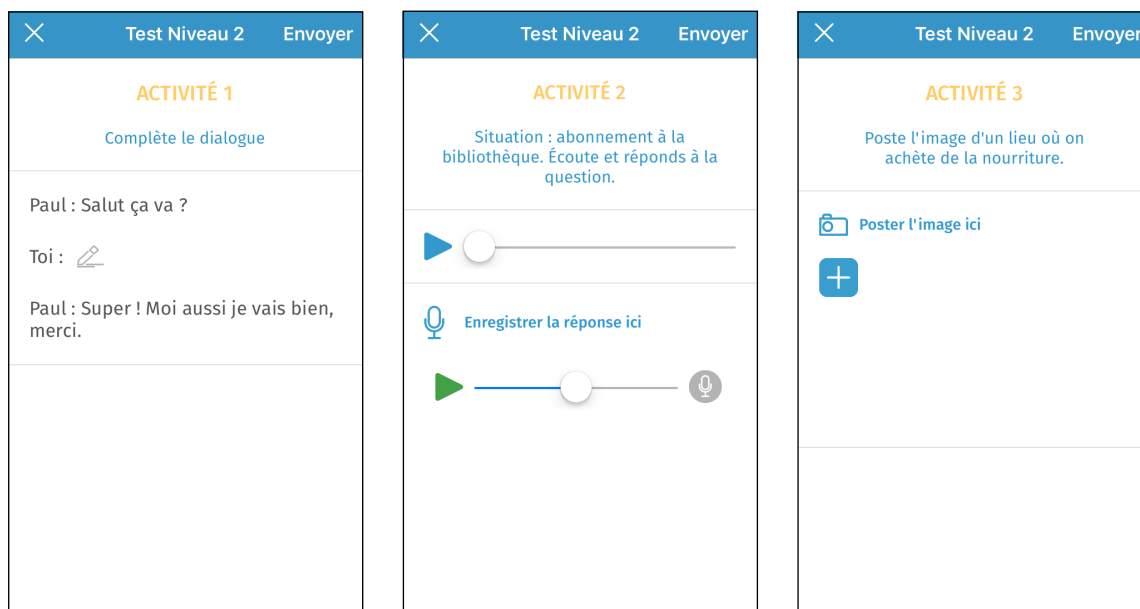 Test Niveau 2 Envoyer
ACTIVITÉ 1
Complète le dialogue
Paul : Salut ça va ?
Toi :
Paul : Super ! Moi aussi je vais bien,
merci.
Test Niveau 2 Envoyer
ACTIVITÉ 2
Situation : abonnement à la
bibliothèque. Écoute et réponds à la
question.
Enregistrer la réponse ici
Test Niveau 2 Envoyer
ACTIVITÉ 3
Poste l'image d'un lieu où on
achète de la nourriture.
Poster l'image ici